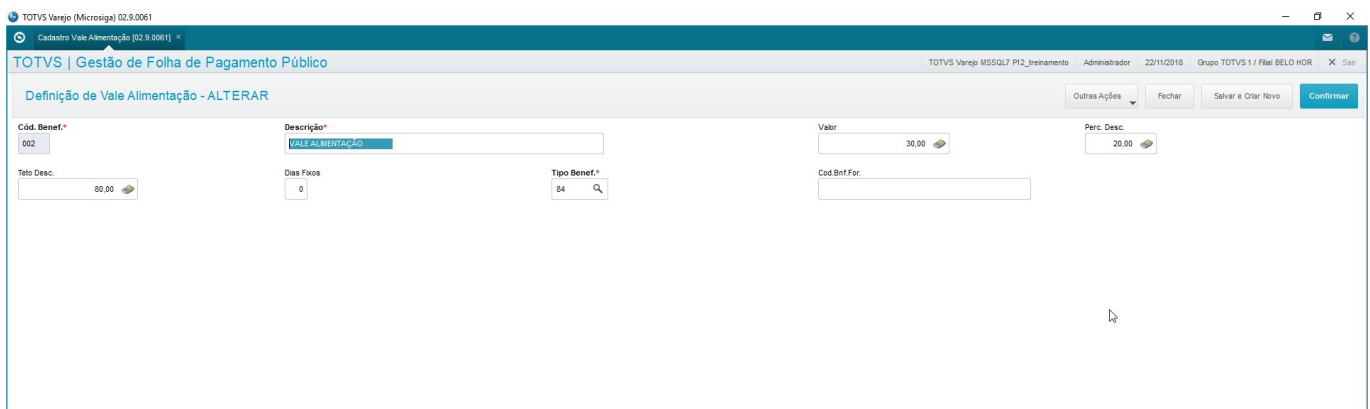 TOTVS Varejo (Microsiga) 02.9.0061
Cadastro Vale Alimentação [02.9.0061] ×
TOTVS | Gestão de Folha de Pagamento Público
TOTVS Varejo MSSQL7 P12_treinamento Administrador 22/11/2018 Grupo TOTVS 1 / Filial BELO HOR X Sair
Definição de Vale Alimentação - ALTERAR
Outras Ações Fechar Salvar e Criar Novo Confirmar
Cód. Benef.* Descrição* Valor Perc. Desc.
002 VALE ALIMENTAÇÃO 30,00 20,00
Teto Desc. Dias Fixos Tipo Benef.* Cod.Bnf.For.
80,00 0 84